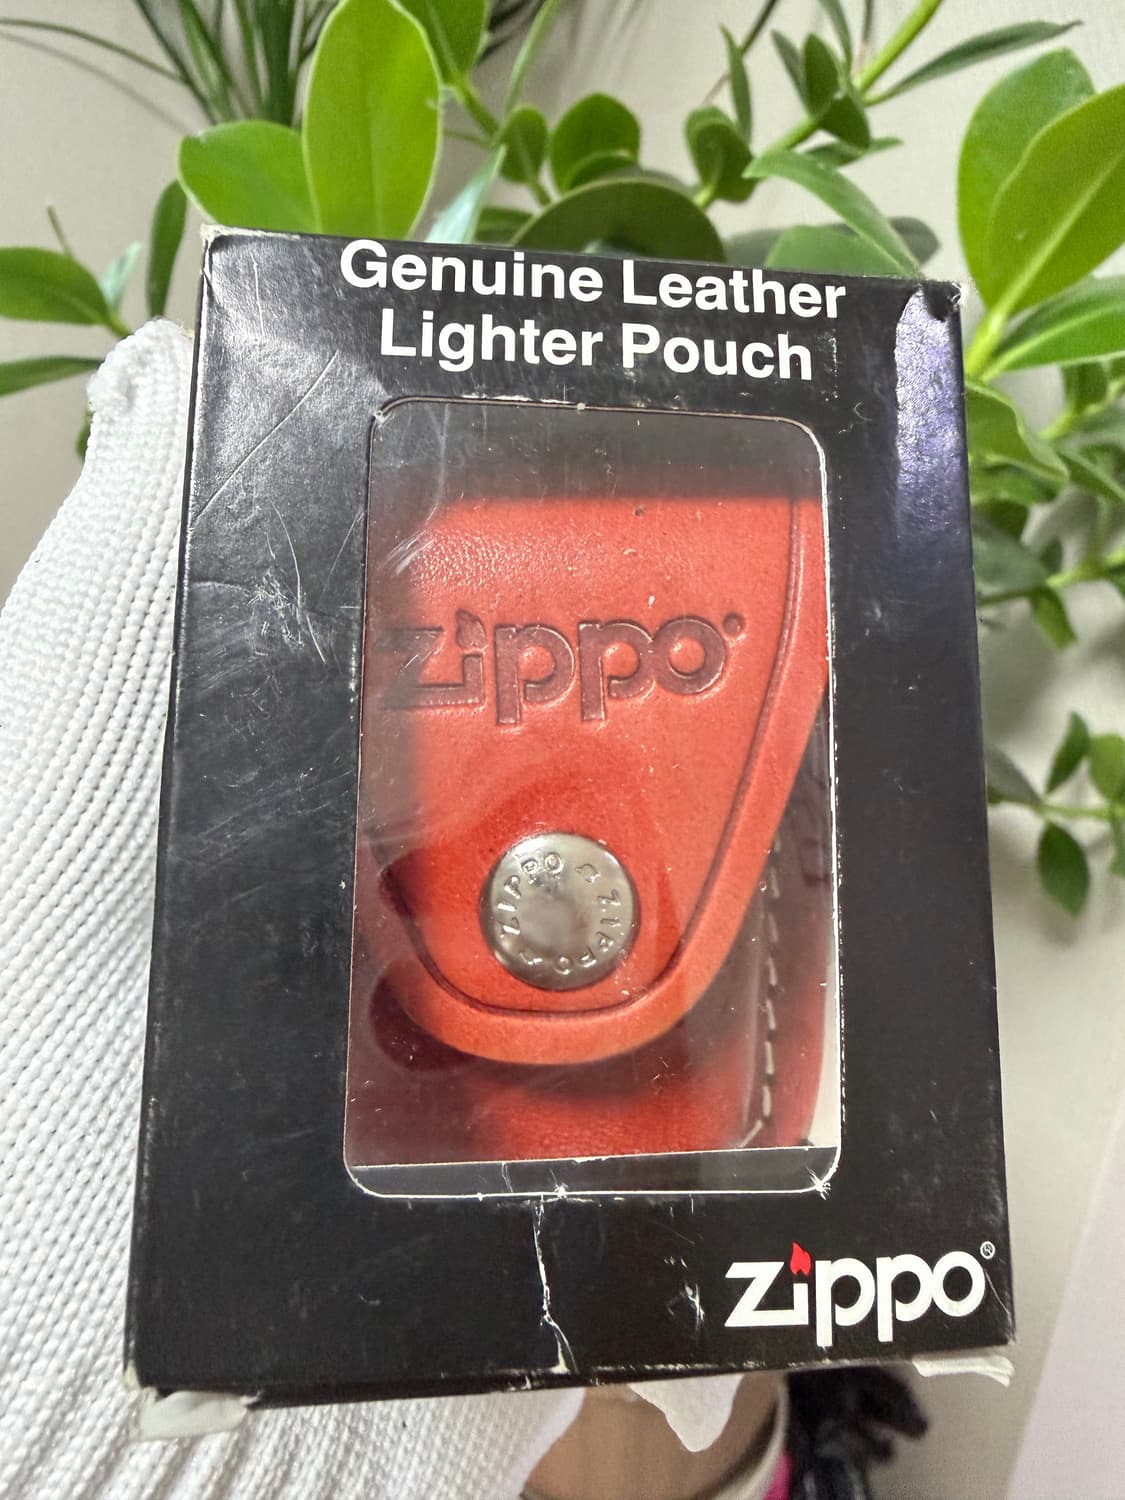 Genuine Leather
Lighter Pouch
zippo
ZIPPO ZIPPO
zippo®